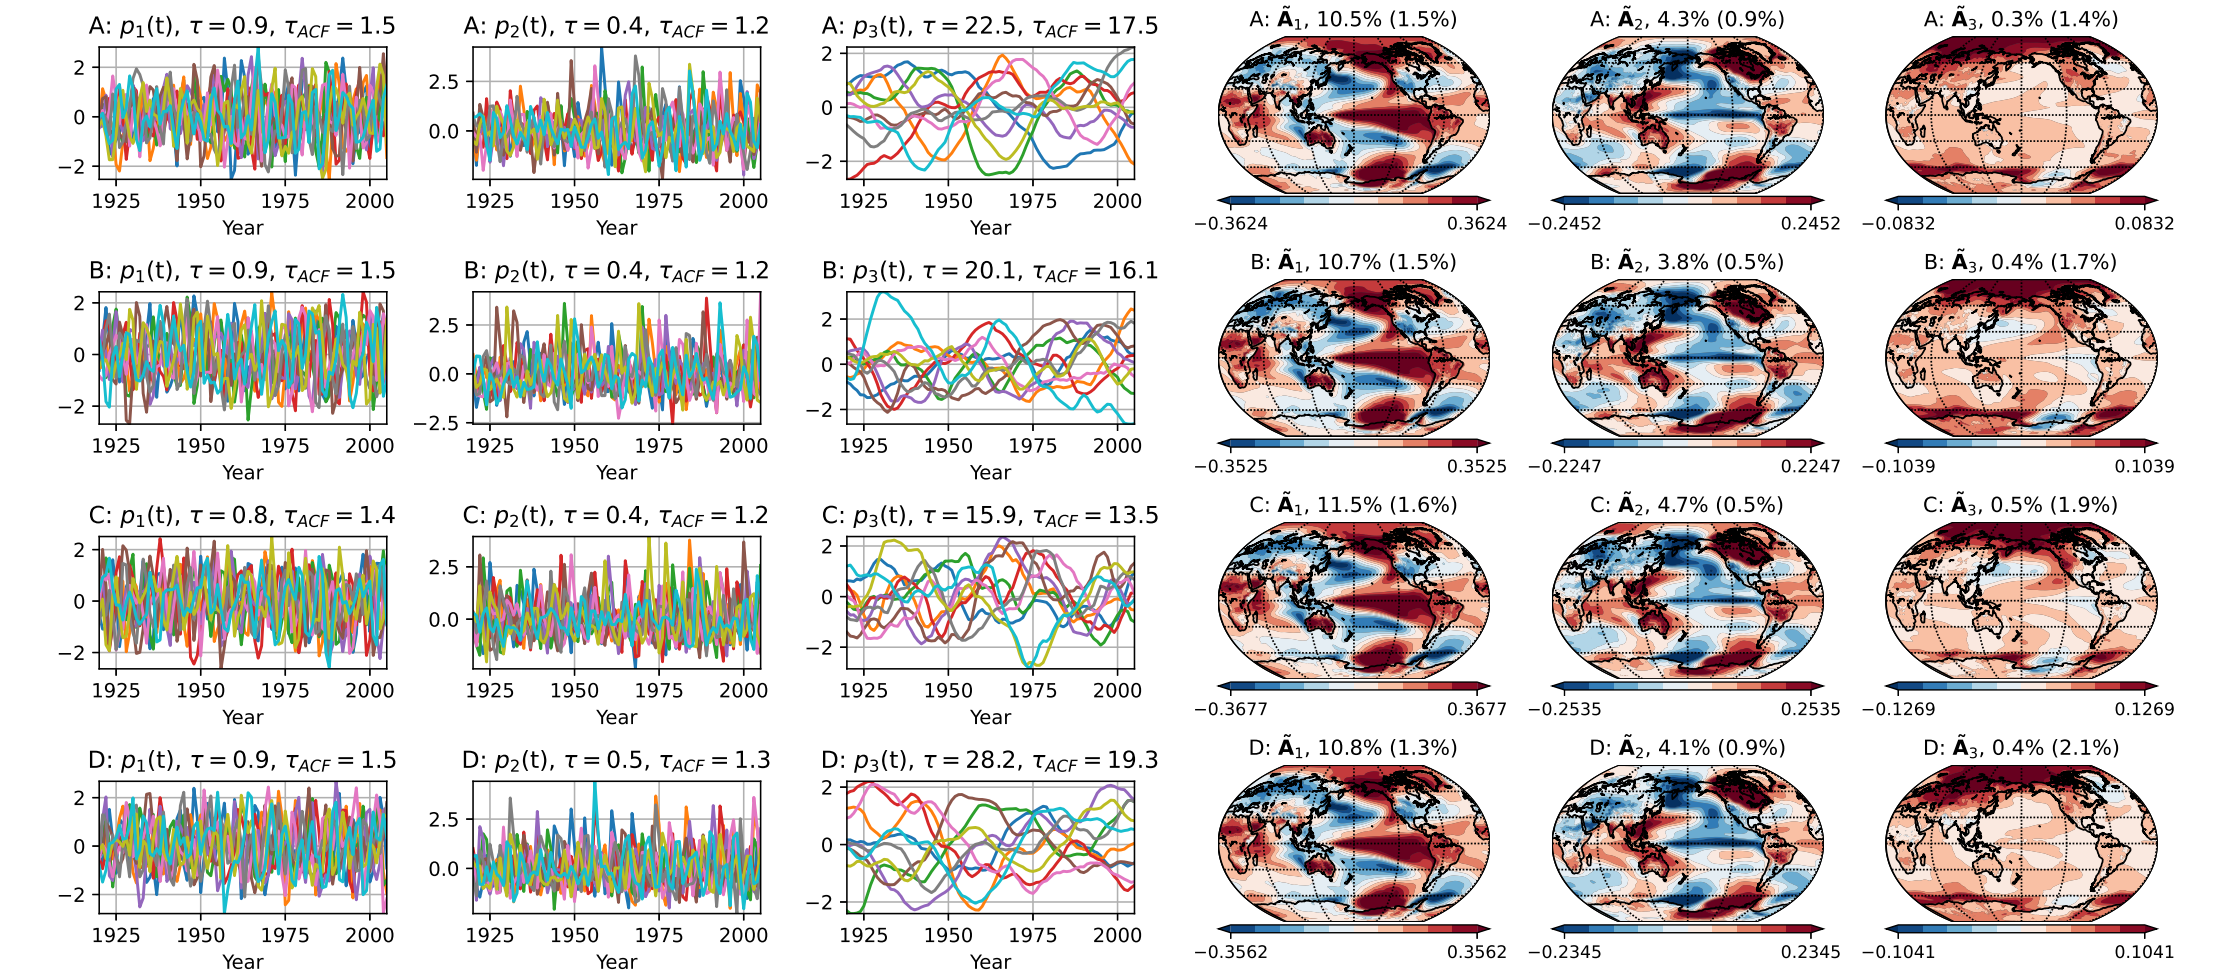 A: p₁(t), τ = 0.9, τ_ACF = 1.5
2
0
−2
1925 1950 1975 2000
Year
A: p₂(t), τ = 0.4, τ_ACF = 1.2
2.5
0.0
1925 1950 1975 2000
Year
A: p₃(t), τ = 22.5, τ_ACF = 17.5
2
0
−2
1925 1950 1975 2000
Year
A: Ã₁, 10.5% (1.5%)
−0.3624 0.3624
A: Ã₂, 4.3% (0.9%)
−0.2452 0.2452
A: Ã₃, 0.3% (1.4%)
−0.0832 0.0832
B: p₁(t), τ = 0.9, τ_ACF = 1.5
2
0
−2
1925 1950 1975 2000
Year
B: p₂(t), τ = 0.4, τ_ACF = 1.2
2.5
0.0
−2.5
1925 1950 1975 2000
Year
B: p₃(t), τ = 20.1, τ_ACF = 16.1
2
0
−2
1925 1950 1975 2000
Year
B: Ã₁, 10.7% (1.5%)
−0.3525 0.3525
B: Ã₂, 3.8% (0.5%)
−0.2247 0.2247
B: Ã₃, 0.4% (1.7%)
−0.1039 0.1039
C: p₁(t), τ = 0.8, τ_ACF = 1.4
2
0
−2
1925 1950 1975 2000
Year
C: p₂(t), τ = 0.4, τ_ACF = 1.2
2.5
0.0
1925 1950 1975 2000
Year
C: p₃(t), τ = 15.9, τ_ACF = 13.5
2
0
−2
1925 1950 1975 2000
Year
C: Ã₁, 11.5% (1.6%)
−0.3677 0.3677
C: Ã₂, 4.7% (0.5%)
−0.2535 0.2535
C: Ã₃, 0.5% (1.9%)
−0.1269 0.1269
D: p₁(t), τ = 0.9, τ_ACF = 1.5
2
0
−2
1925 1950 1975 2000
Year
D: p₂(t), τ = 0.5, τ_ACF = 1.3
2.5
0.0
1925 1950 1975 2000
Year
D: p₃(t), τ = 28.2, τ_ACF = 19.3
2
0
−2
1925 1950 1975 2000
Year
D: Ã₁, 10.8% (1.3%)
−0.3562 0.3562
D: Ã₂, 4.1% (0.9%)
−0.2345 0.2345
D: Ã₃, 0.4% (2.1%)
−0.1041 0.1041